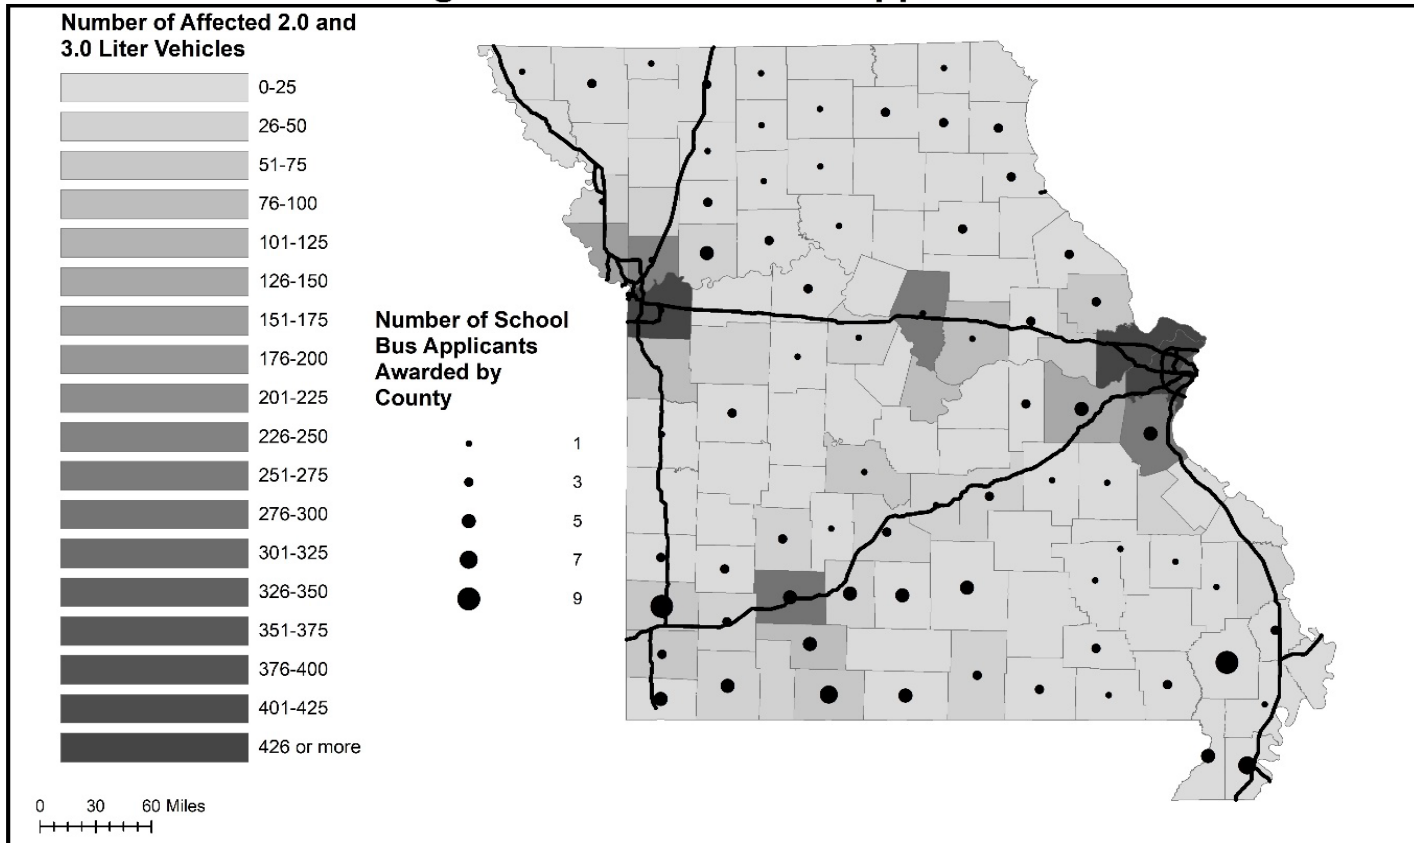 Number of Affected 2.0 and
3.0 Liter Vehicles
0-25
26-50
51-75
76-100
101-125
126-150
151-175
176-200
201-225
226-250
251-275
276-300
301-325
326-350
351-375
376-400
401-425
426 or more
Number of School
Bus Applicants
Awarded by
County
1
3
5
7
9
0 30 60 Miles